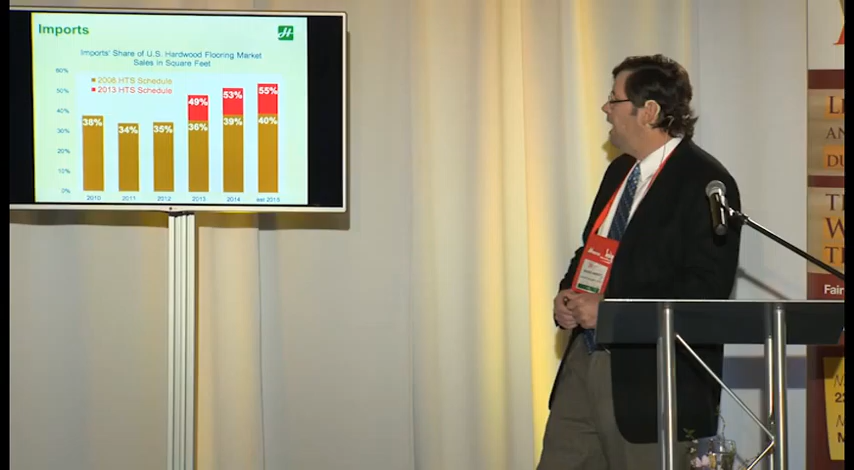 Imports
H
Imports' Share of U.S. Hardwood Flooring Market
Sales in Square Feet
60%
50%
40%
30%
20%
10%
0%
2006 HTS Schedule
2013 HTS Schedule
38%
34%
35%
49%
36%
53%
39%
55%
40%
2010
2011
2012
2013
2014
est 2015
Fair